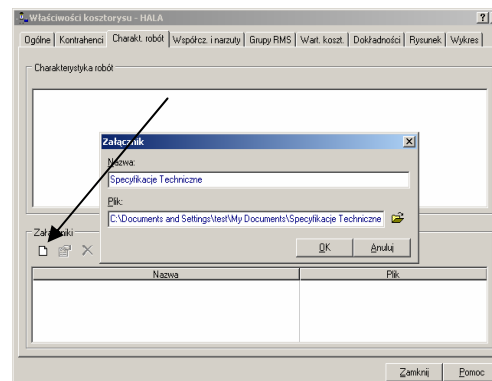 Właściwości kosztorysu - HALA
Ogólne Kontrahenci Charakt. robót Współcz. i narzuty Grupy RMS Wart. koszt. Dokładności Rysunek Wykres
Charakterystyka robót
Załącznik
Nazwa:
Specyfikacje Techniczne
Plik:
C:\Documents and Settings\test\My Documents\Specyfikacje Techniczne
OK Anuluj
Załączniki
Nazwa Plik
Zamknij Pomoc